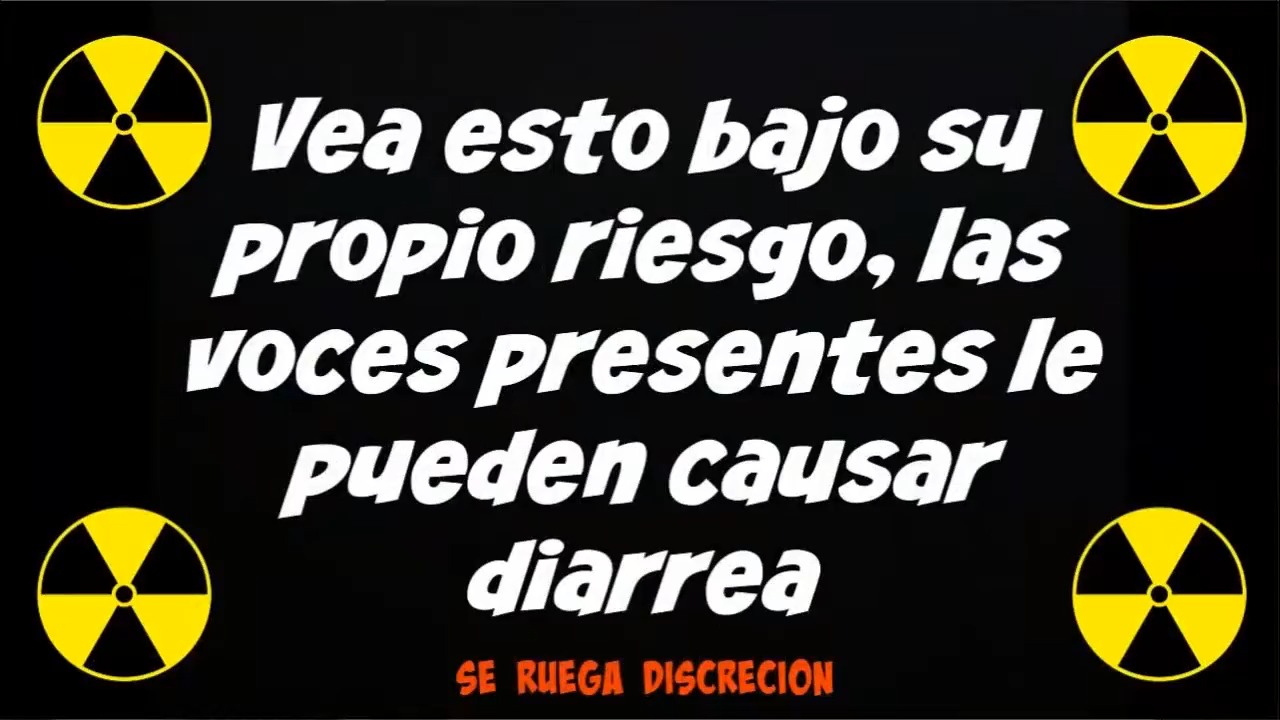 Vea esto bajo su
propio riesgo, las
voces presentes le
pueden causar
diarrea
SE RUEGA DISCRECION